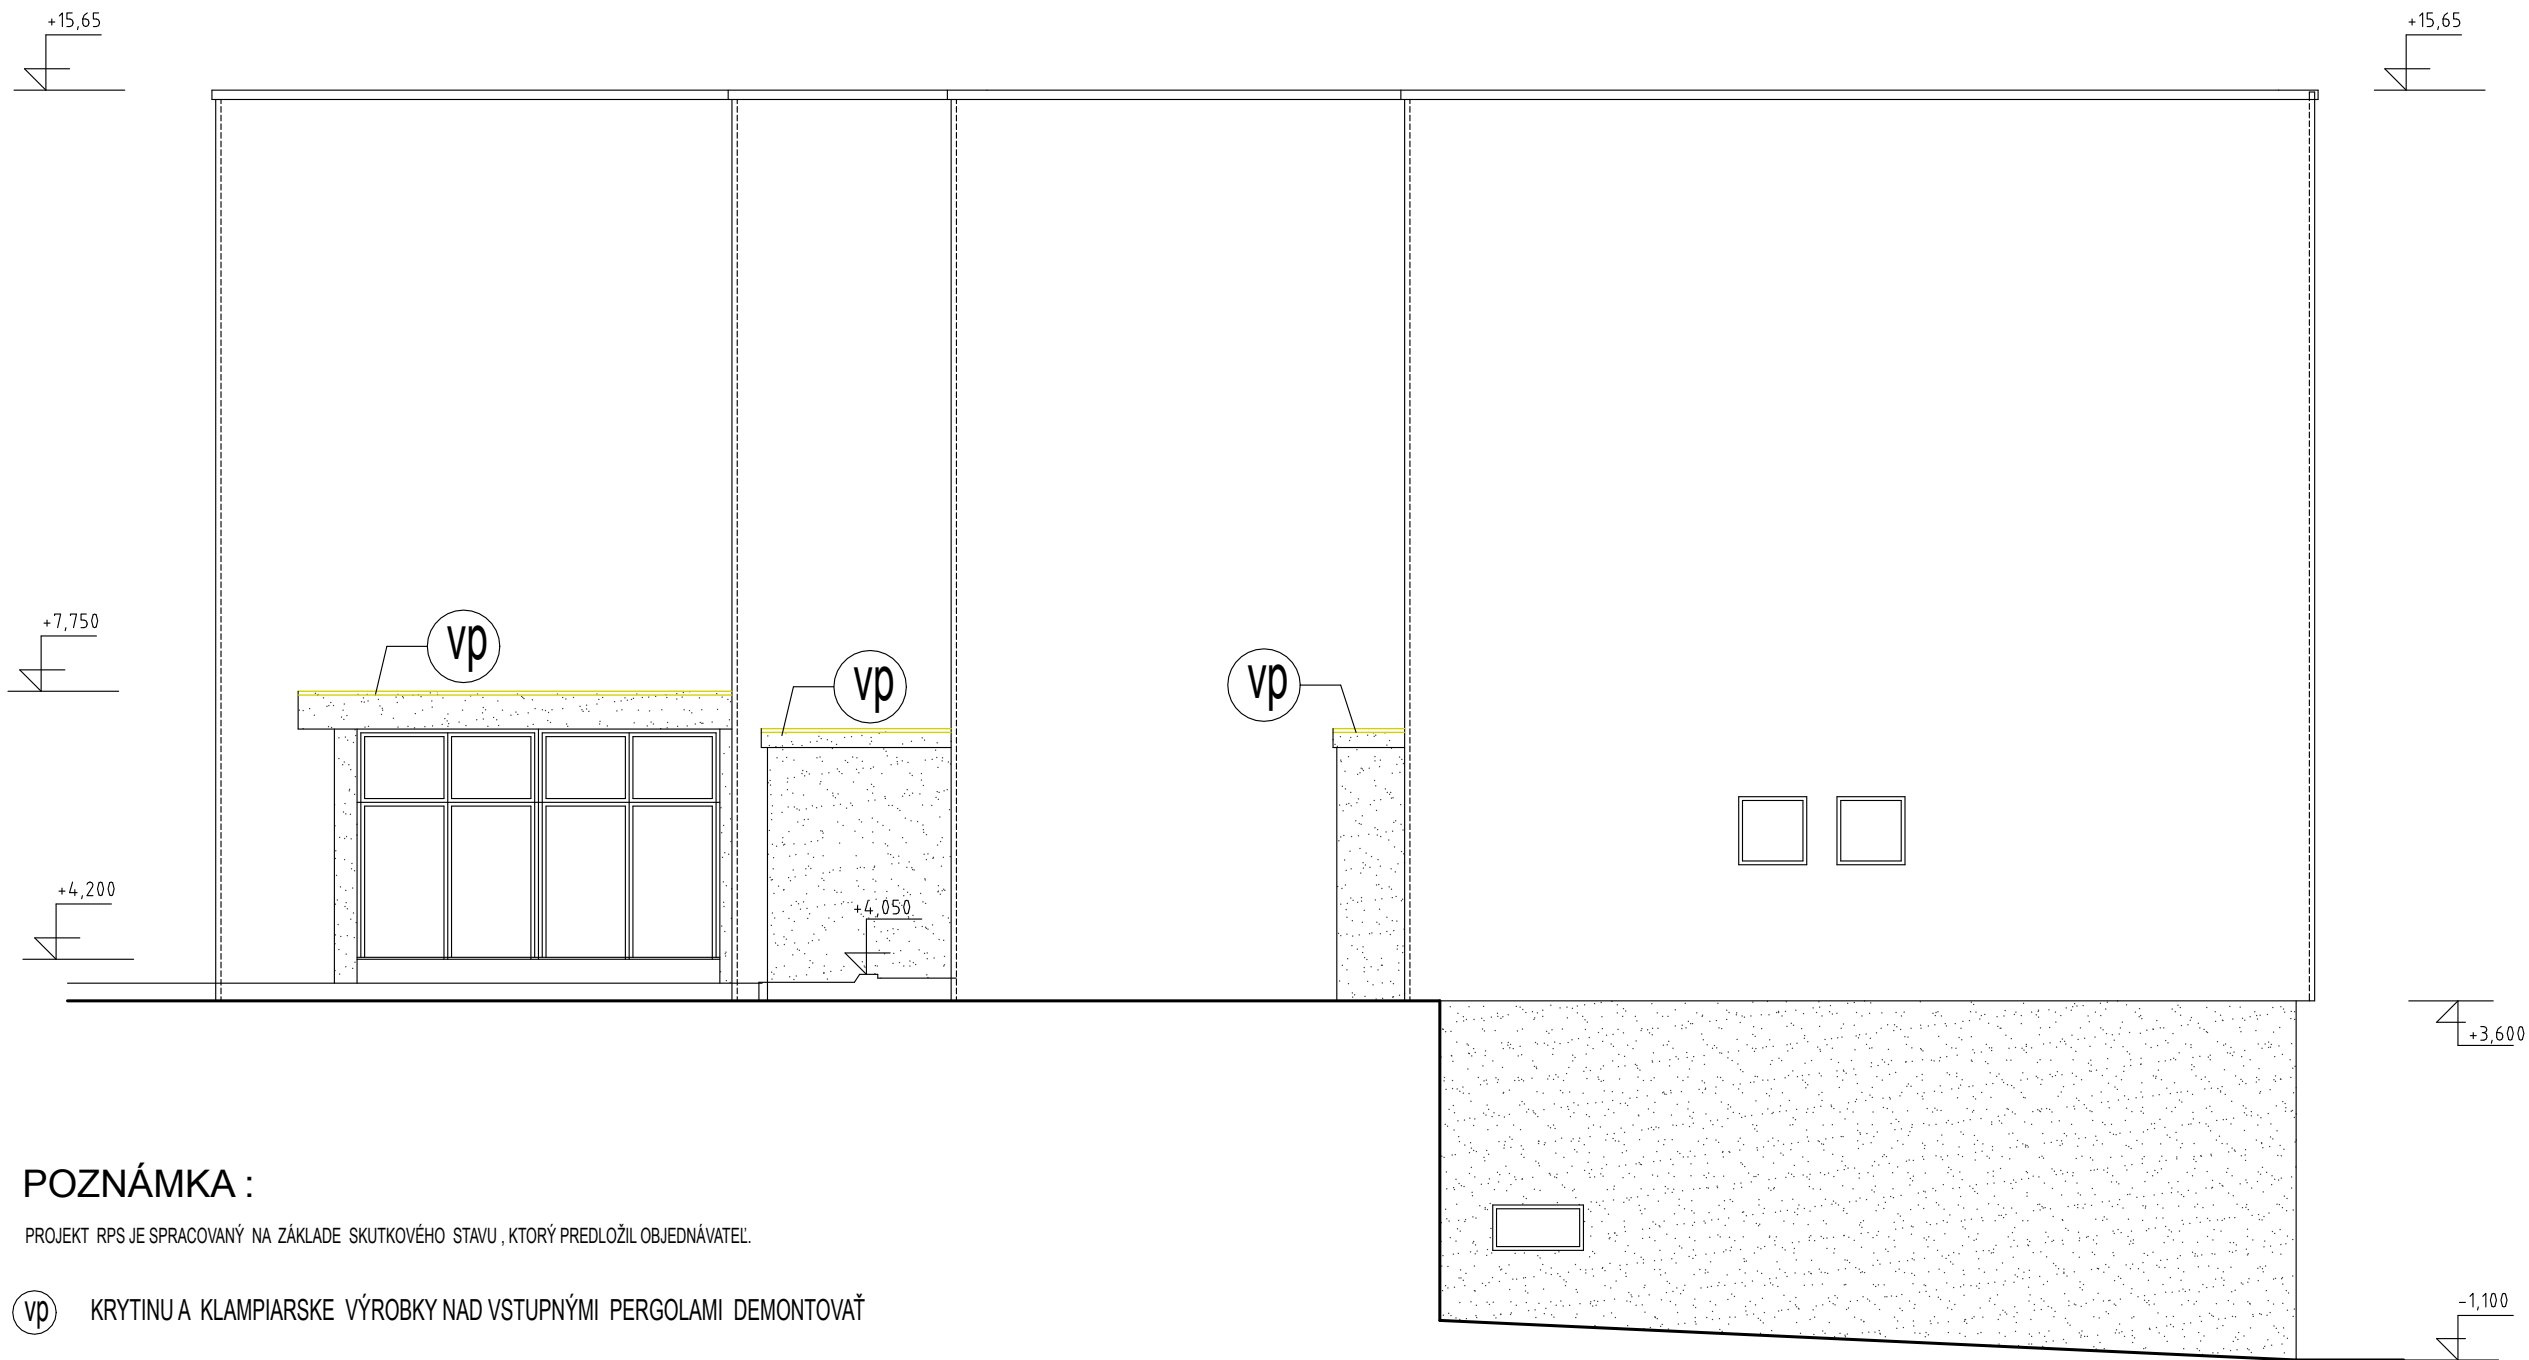 +15,65
+15,65
+7,750
vp
vp
vp
+4,200
+4,050
+3,600
POZNÁMKA :
PROJEKT RPS JE SPRACOVANÝ NA ZÁKLADE SKUTKOVÉHO STAVU , KTORÝ PREDLOŽIL OBJEDNÁVATEĽ.
vp KRYTINU A KLAMPIARSKE VÝROBKY NAD VSTUPNÝMI PERGOLAMI DEMONTOVAŤ
-1,100